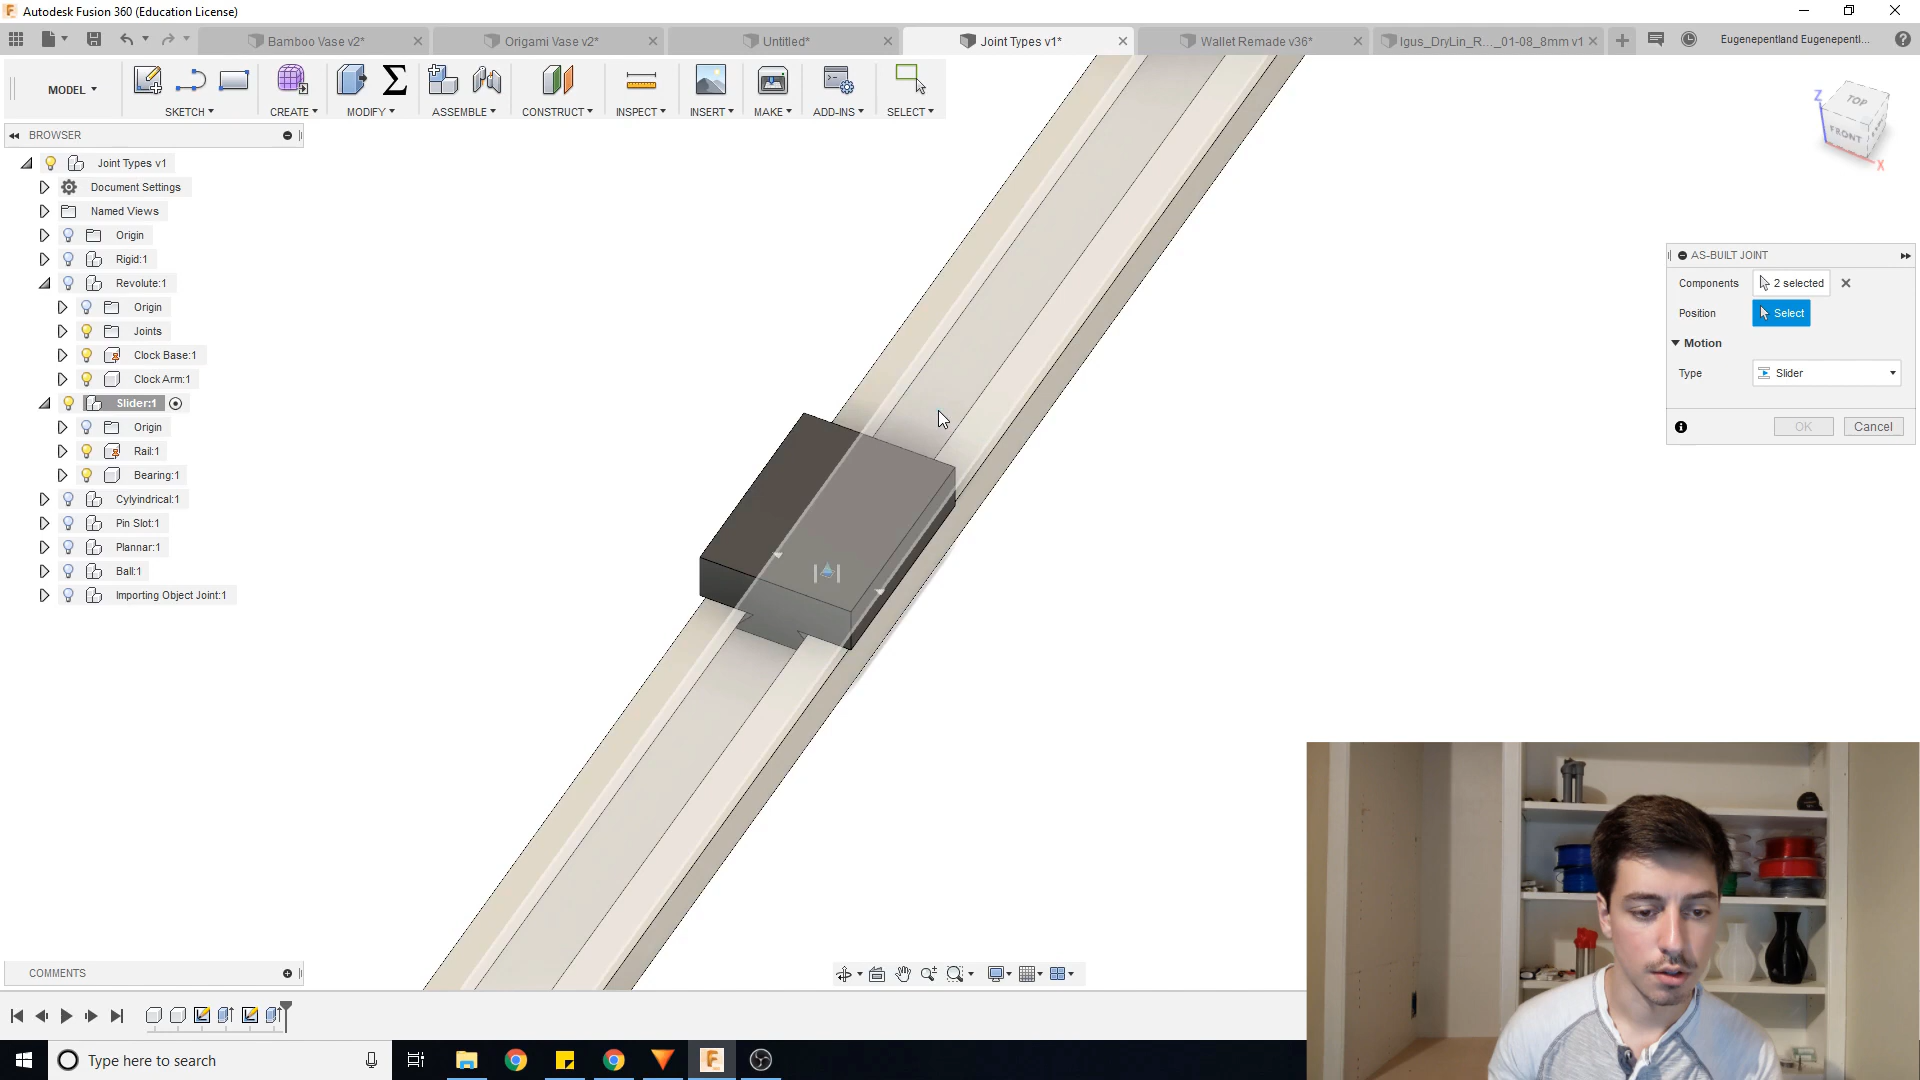 Autodesk Fusion 360 (Education License)
Bamboo Vase v2*
Origami Vase v2*
Untitled*
Joint Types v1*
Wallet Remade v36*
Igus_DryLin_R..._01-08_8mm v1
Eugenepentland Eugenepentl...
MODEL
SKETCH
CREATE
MODIFY
ASSEMBLE
CONSTRUCT
INSPECT
INSERT
MAKE
ADD-INS
SELECT
TOP
FRONT
Z
X
BROWSER
Joint Types v1
Document Settings
Named Views
Origin
Rigid:1
Revolute:1
Origin
Joints
Clock Base:1
Clock Arm:1
Slider:1
Origin
Rail:1
Bearing:1
Cylyindrical:1
Pin Slot:1
Plannar:1
Ball:1
Importing Object Joint:1
AS-BUILT JOINT
Components 2 selected
Position Select
Motion
Type Slider
OK Cancel
COMMENTS
Type here to search